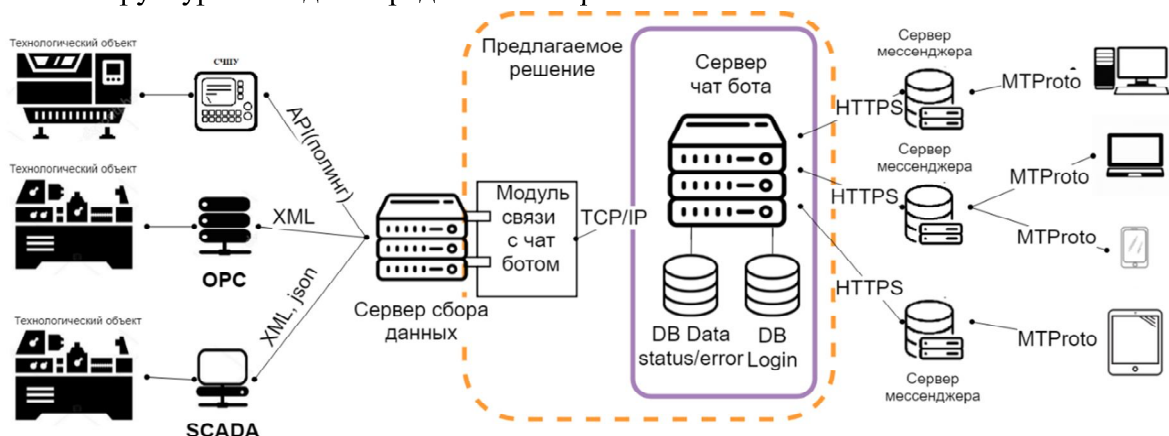 Технологический объект
СЧПУ
API(полинг)
Технологический объект
XML
OPC
Технологический объект
XML, json
SCADA
Сервер сбора
данных
Предлагаемое
решение
Модуль
связи
с чат
ботом
TCP/IP
Сервер
чат бота
DB Data
status/error
DB
Login
HTTPS
HTTPS
HTTPS
Сервер
мессенджера
MTProto
Сервер
мессенджера
MTProto
MTProto
Сервер
мессенджера
MTProto